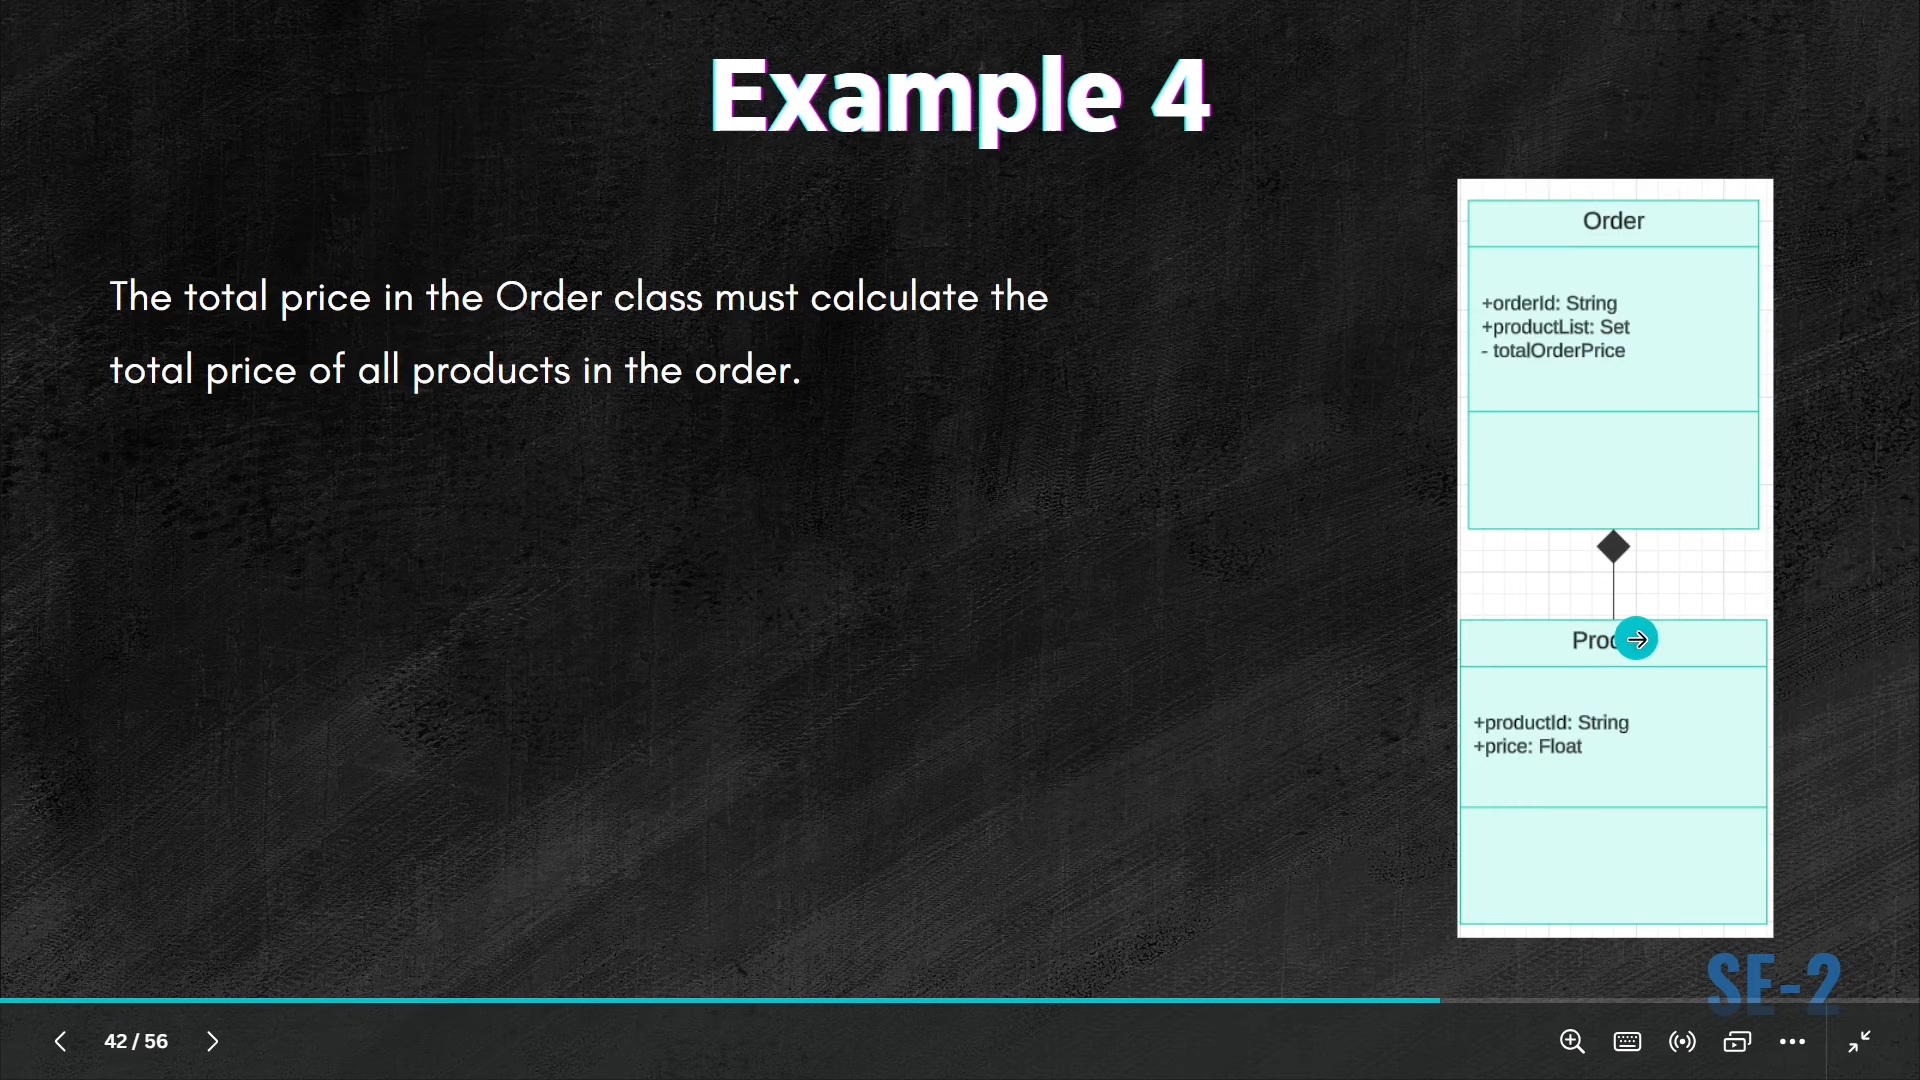 Example 4
The total price in the Order class must calculate the
total price of all products in the order.
Order
+orderId: String
+productList: Set
- totalOrderPrice
+productId: String
+price: Float
SE-2
42 / 56